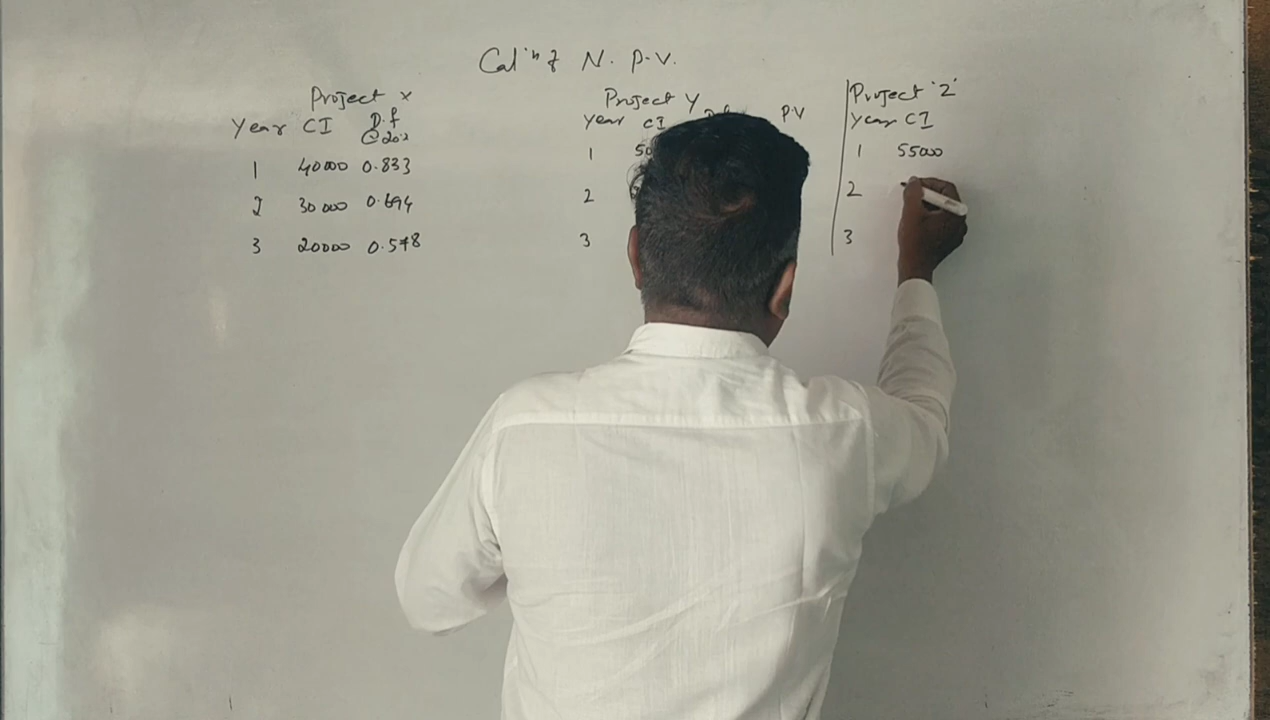 Cal'n of N. P.V.
Project X
Year CI D.f @20%
1 40000 0.833
2 30000 0.694
3 20000 0.578
Project Y
Year CI P.V
1
2
3
Project 'Z'
Year CI
1 55000
2
3